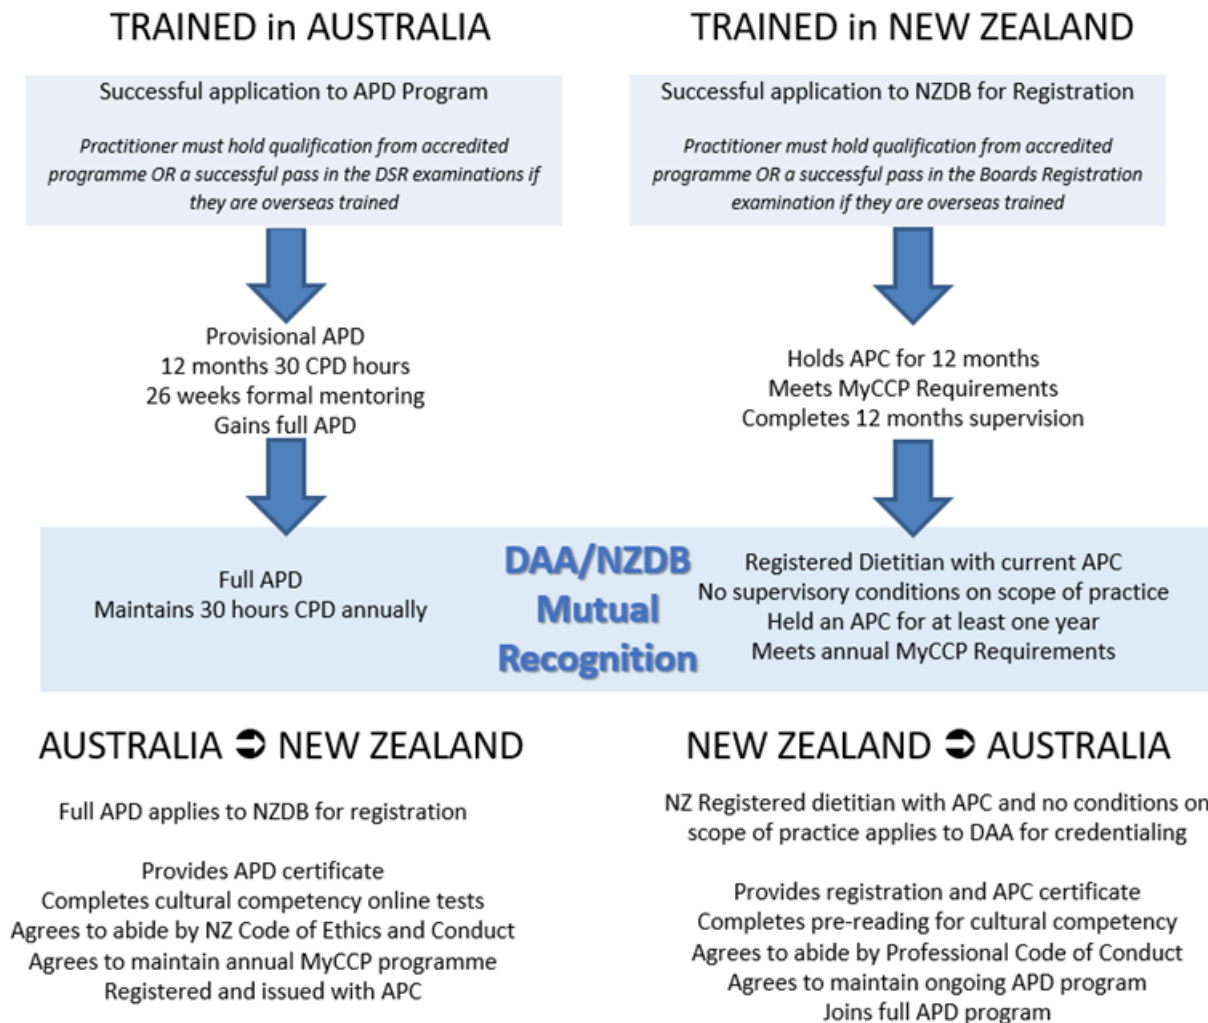 TRAINED in AUSTRALIA
Successful application to APD Program
Practitioner must hold qualification from accredited
programme OR a successful pass in the DSR examinations if
they are overseas trained
Provisional APD
12 months 30 CPD hours
26 weeks formal mentoring
Gains full APD
Full APD
Maintains 30 hours CPD annually
TRAINED in NEW ZEALAND
Successful application to NZDB for Registration
Practitioner must hold qualification from accredited
programme OR a successful pass in the Boards Registration
examination if they are overseas trained
Holds APC for 12 months
Meets MyCCP Requirements
Completes 12 months supervision
DAA/NZDB
Mutual
Recognition
Registered Dietitian with current APC
No supervisory conditions on scope of practice
Held an APC for at least one year
Meets annual MyCCP Requirements
AUSTRALIA ➲ NEW ZEALAND
Full APD applies to NZDB for registration
Provides APD certificate
Completes cultural competency online tests
Agrees to abide by NZ Code of Ethics and Conduct
Agrees to maintain annual MyCCP programme
Registered and issued with APC
NEW ZEALAND ➲ AUSTRALIA
NZ Registered dietitian with APC and no conditions on
scope of practice applies to DAA for credentialing
Provides registration and APC certificate
Completes pre-reading for cultural competency
Agrees to abide by Professional Code of Conduct
Agrees to maintain ongoing APD program
Joins full APD program